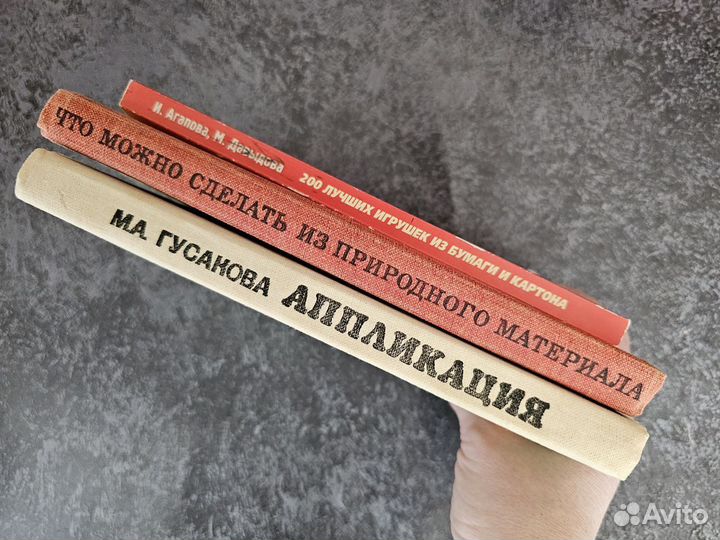 И. Агапова, М. Давыдова 200 ЛУЧШИХ ИГРУШЕК ИЗ БУМАГИ И КАРТОНА
ЧТО МОЖНО СДЕЛАТЬ ИЗ ПРИРОДНОГО МАТЕРИАЛА
М.А. ГУСАКОВА АППЛИКАЦИЯ
Avito